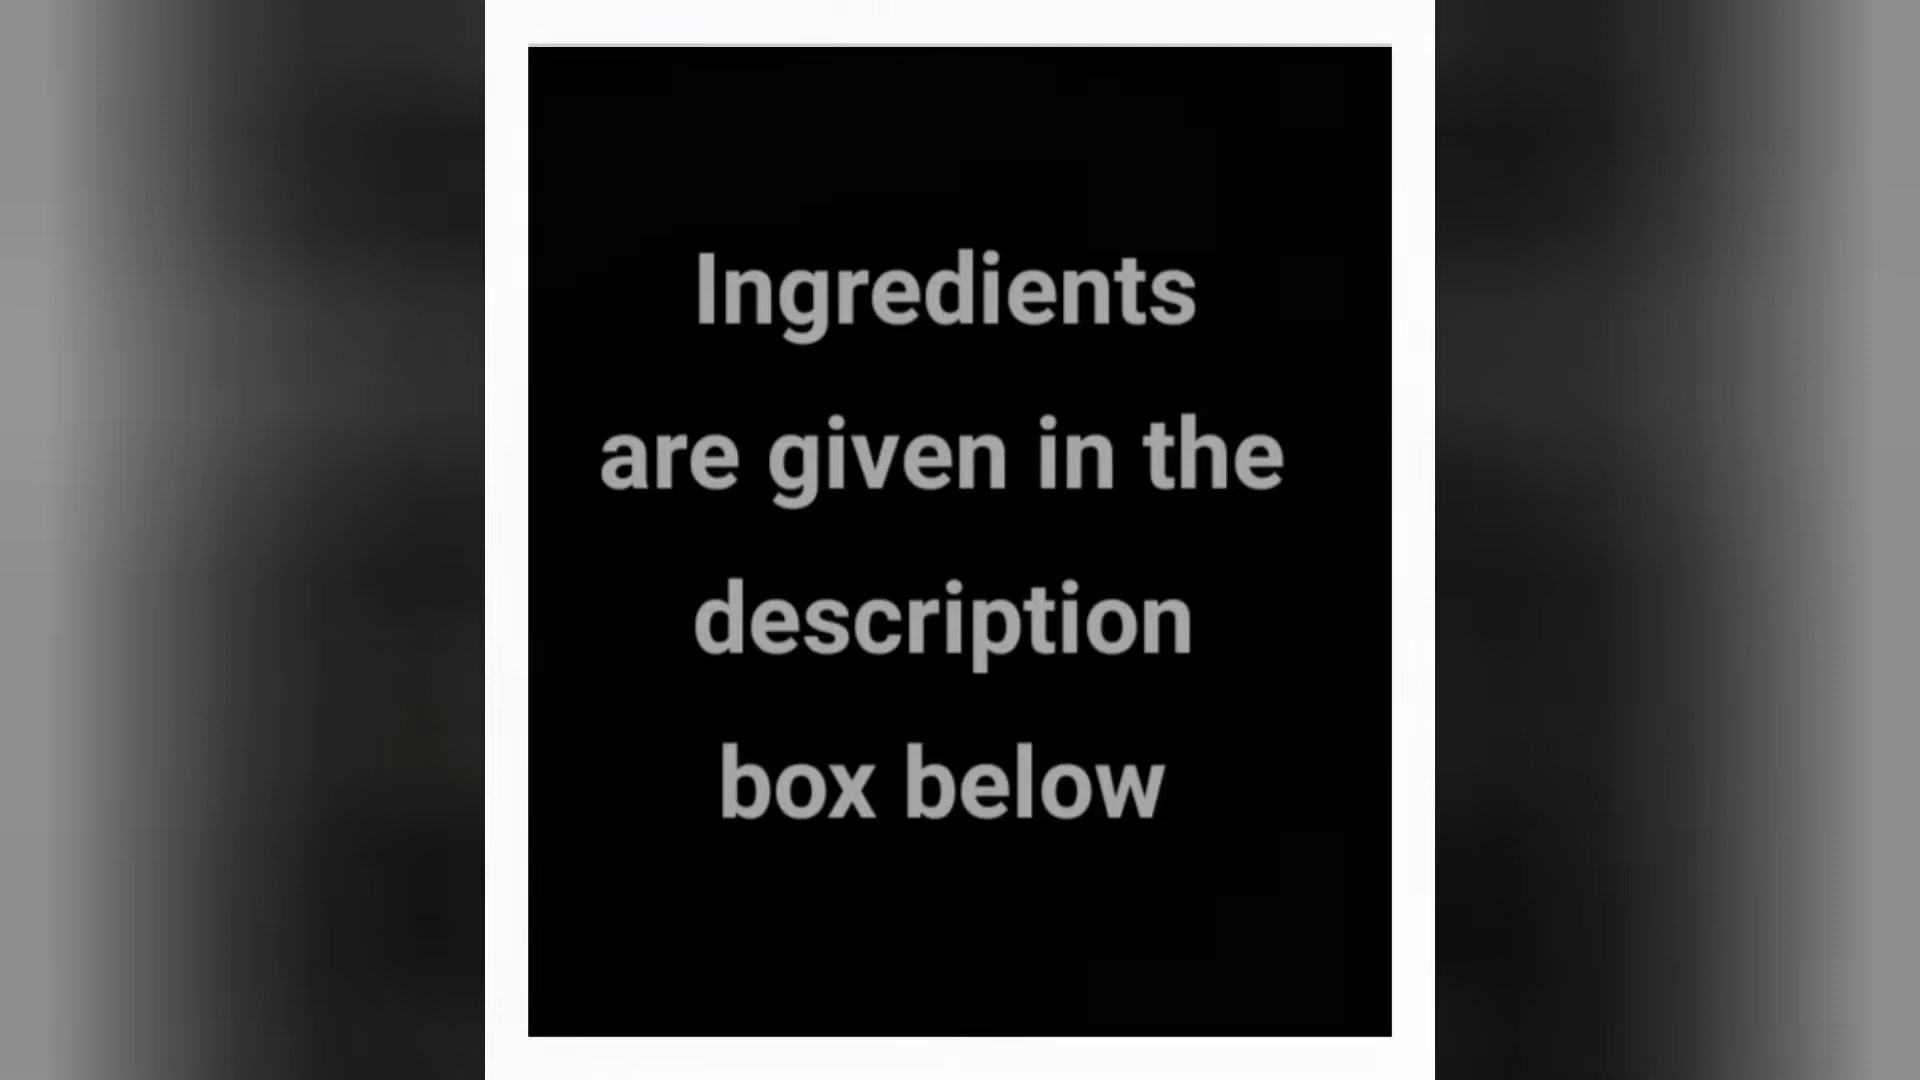 Ingredients
are given in the
description
box below